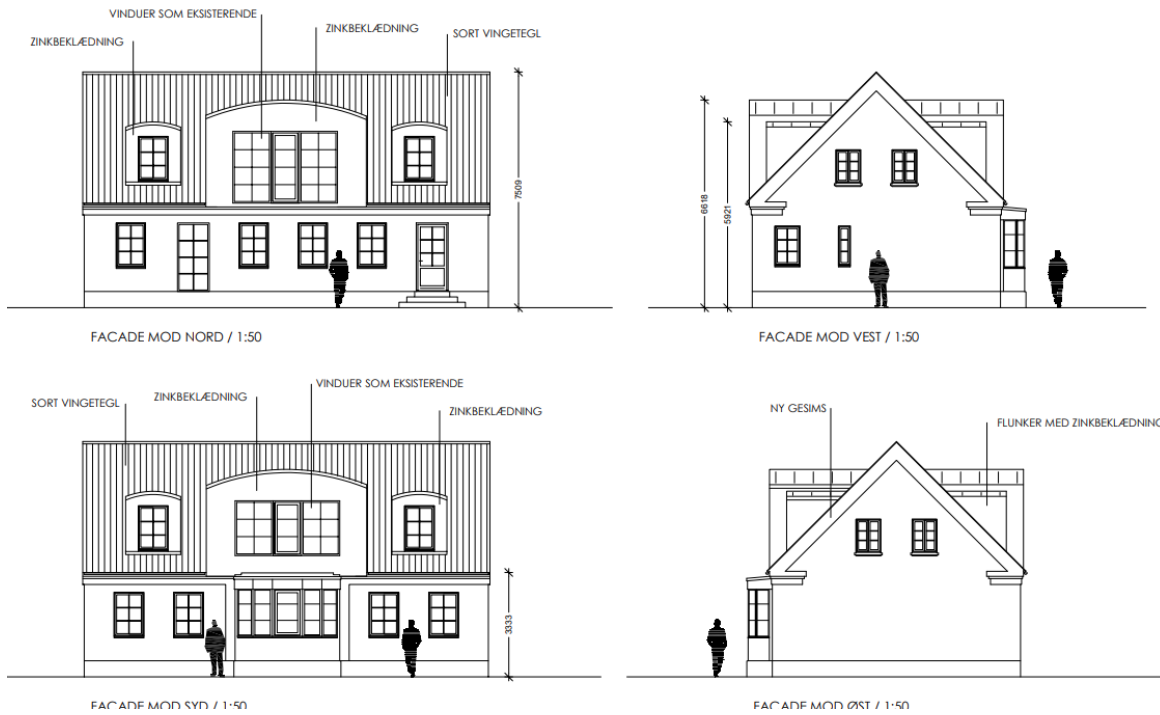 VINDUER SOM EKSISTERENDE
ZINKBEKLÆDNING
ZINKBEKLÆDNING
SORT VINGETEGL
7509
FACADE MOD NORD / 1:50
6618
5921
FACADE MOD VEST / 1:50
SORT VINGETEGL
ZINKBEKLÆDNING
VINDUER SOM EKSISTERENDE
ZINKBEKLÆDNING
3333
FACADE MOD SYD / 1:50
NY GESIMS
FLUNKER MED ZINKBEKLÆDNING
FACADE MOD ØST / 1:50